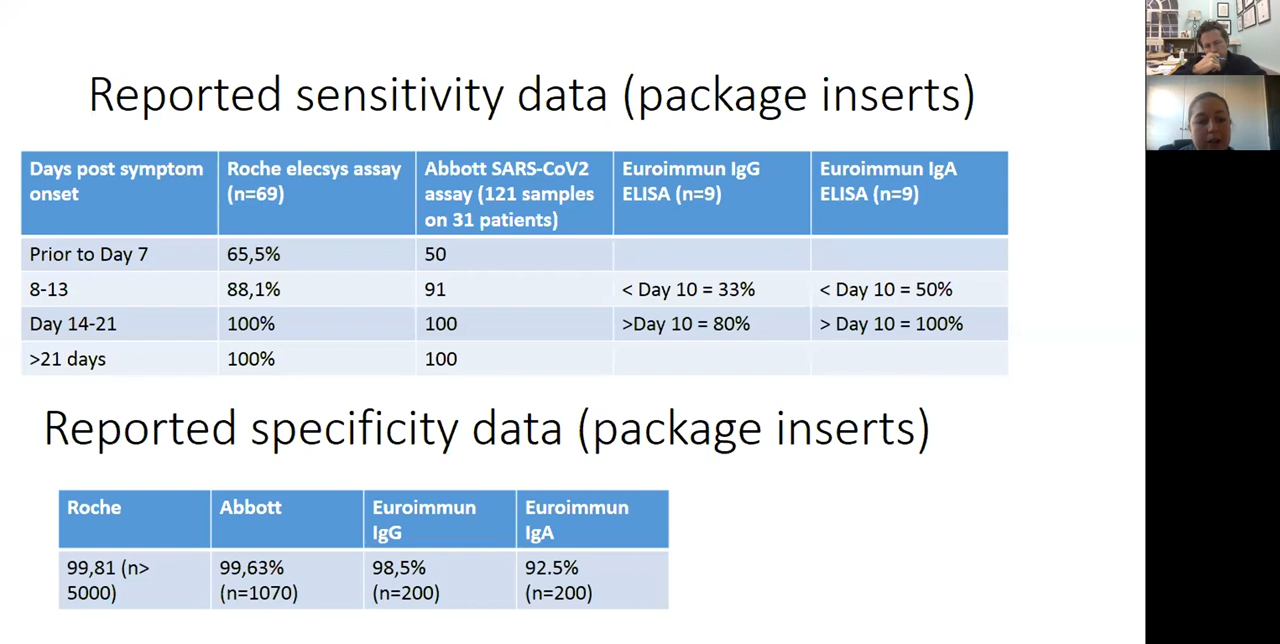 Reported sensitivity data (package inserts)
Days post symptom onset
Roche elecsys assay (n=69)
Abbott SARS-CoV2 assay (121 samples on 31 patients)
Euroimmun IgG ELISA (n=9)
Euroimmun IgA ELISA (n=9)
Prior to Day 7 65,5% 50
8-13 88,1% 91 < Day 10 = 33% < Day 10 = 50%
Day 14-21 100% 100 >Day 10 = 80% > Day 10 = 100%
>21 days 100% 100
Reported specificity data (package inserts)
Roche
Abbott
Euroimmun IgG
Euroimmun IgA
99,81 (n> 5000)
99,63% (n=1070)
98,5% (n=200)
92.5% (n=200)